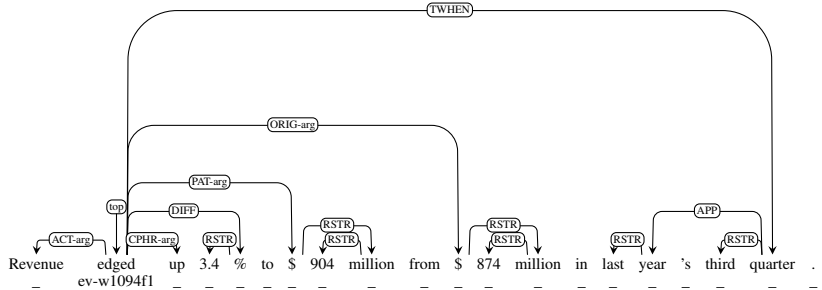 TWHEN
ORIG-arg
PAT-arg
top DIFF RSTR RSTR APP
ACT-arg CPHR-arg RSTR RSTR RSTR RSTR RSTR
Revenue edged up 3.4 % to $ 904 million from $ 874 million in last year 's third quarter .
_ ev-w1094f1 _ _ _ _ _ _ _ _ _ _ _ _ _ _ _ _ _ _